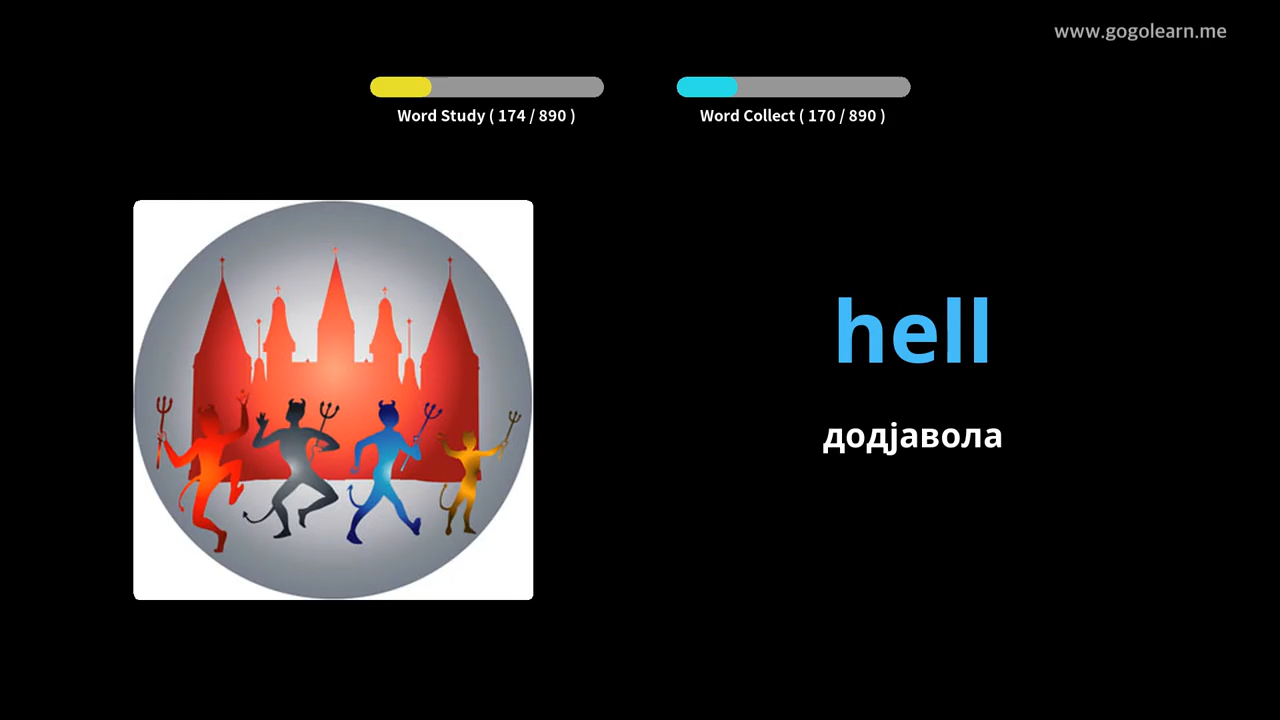 www.gogolearn.me
Word Study ( 174 / 890 )
Word Collect ( 170 / 890 )
hell
додјавола